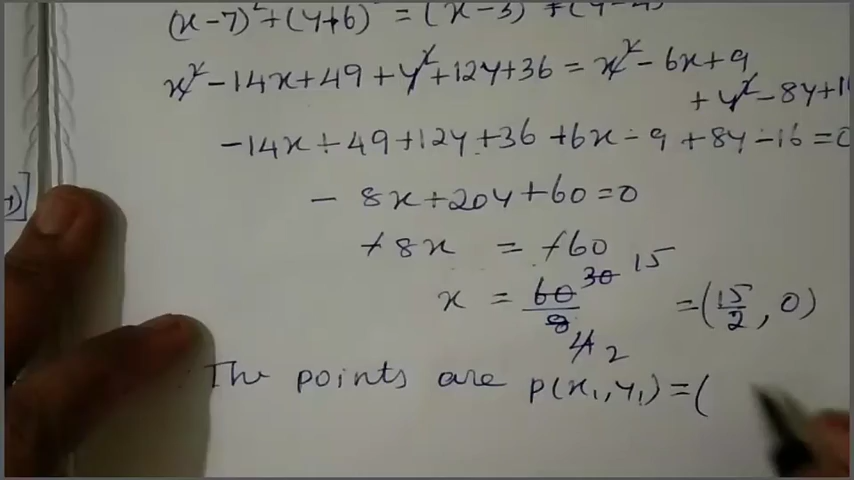 (x-7)²+(y+6)² = (x-3)²+(y-4)²
x²-14x+49+y²+12y+36 = x²-6x+9
+y²-8y+1
-14x+49+12y+36+6x-9+8y-16=0
- 8x+20y+60=0
+8x = +60
x = 60/8 30 15 4 2 =(15/2, 0)
The points are P(x₁,y₁)=(